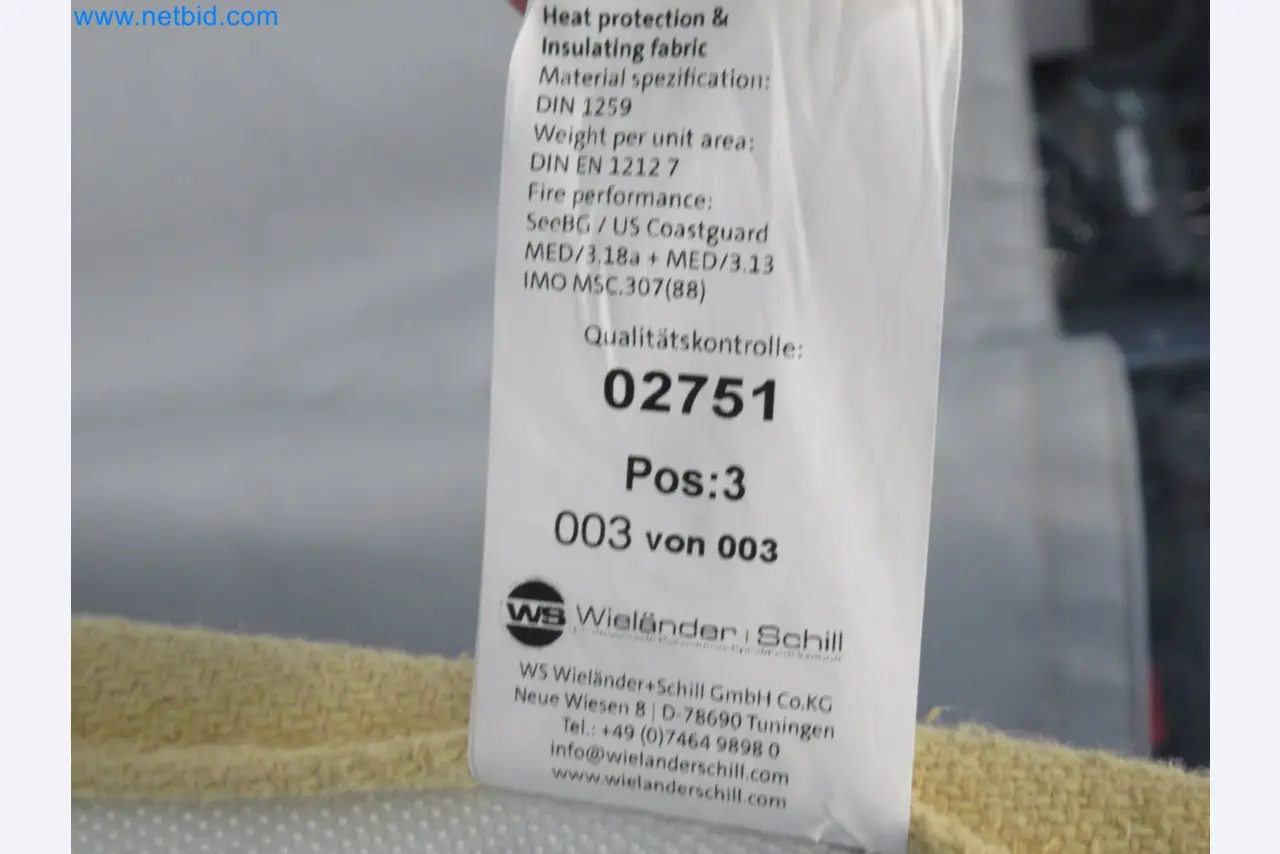 www.netbid.com
Heat protection &
Insulating fabric
Material spezification:
DIN 1259
Weight per unit area:
DIN EN 1212 7
Fire performance:
SeeBG / US Coastguard
MED/3.18a + MED/3.13
IMO MSC.307(88)
Qualitätskontrolle:
02751
Pos:3
003 von 003
WS Wieländer+Schill
WS Wieländer+Schill GmbH Co.KG
Neue Wiesen 8 | D-78690 Tuningen
Tel.: +49 (0)7464 9898 0
info@wielanderschill.com
www.wielanderschill.com